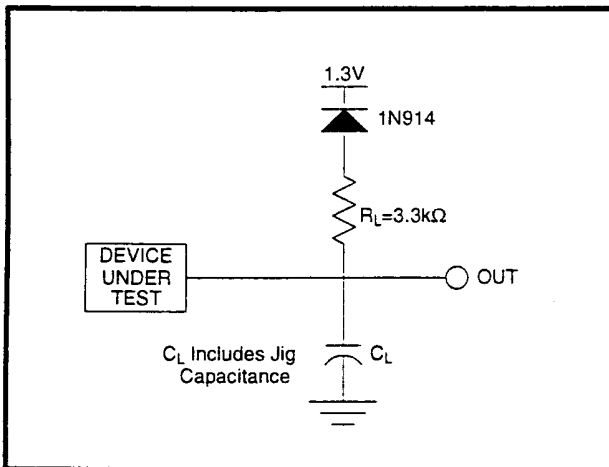 1.3V
1N914
R_L=3.3kΩ
DEVICE
UNDER
TEST
OUT
C_L Includes Jig
Capacitance
C_L